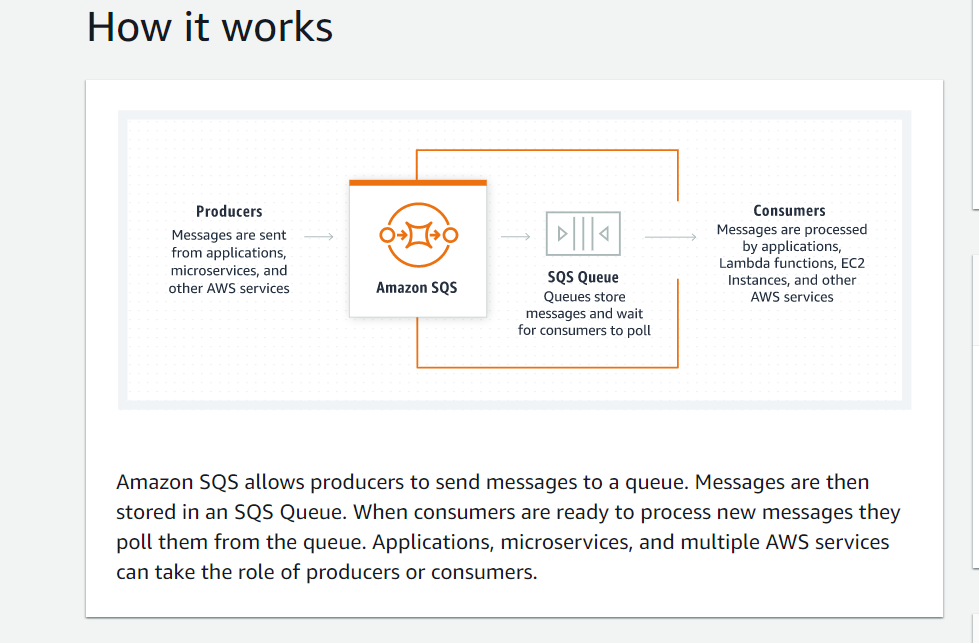 How it works
Producers
Messages are sent
from applications,
microservices, and
other AWS services
Amazon SQS
SQS Queue
Queues store
messages and wait
for consumers to poll
Consumers
Messages are processed
by applications,
Lambda functions, EC2
Instances, and other
AWS services
Amazon SQS allows producers to send messages to a queue. Messages are then
stored in an SQS Queue. When consumers are ready to process new messages they
poll them from the queue. Applications, microservices, and multiple AWS services
can take the role of producers or consumers.